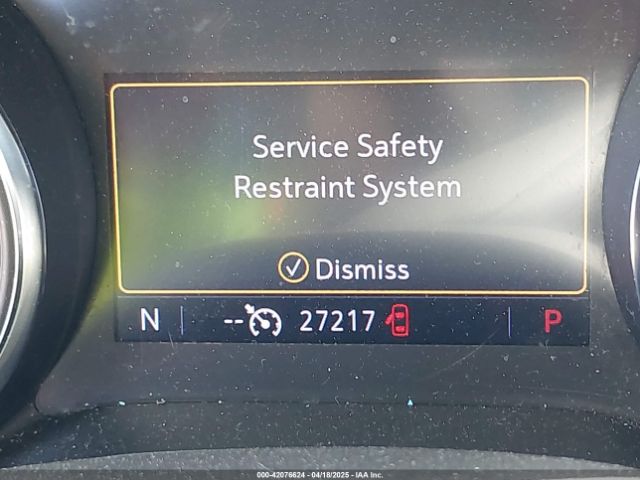 Service Safety
Restraint System
Dismiss
N -- 27217 P
000-42076624 - 04/18/2025 - IAA Inc.